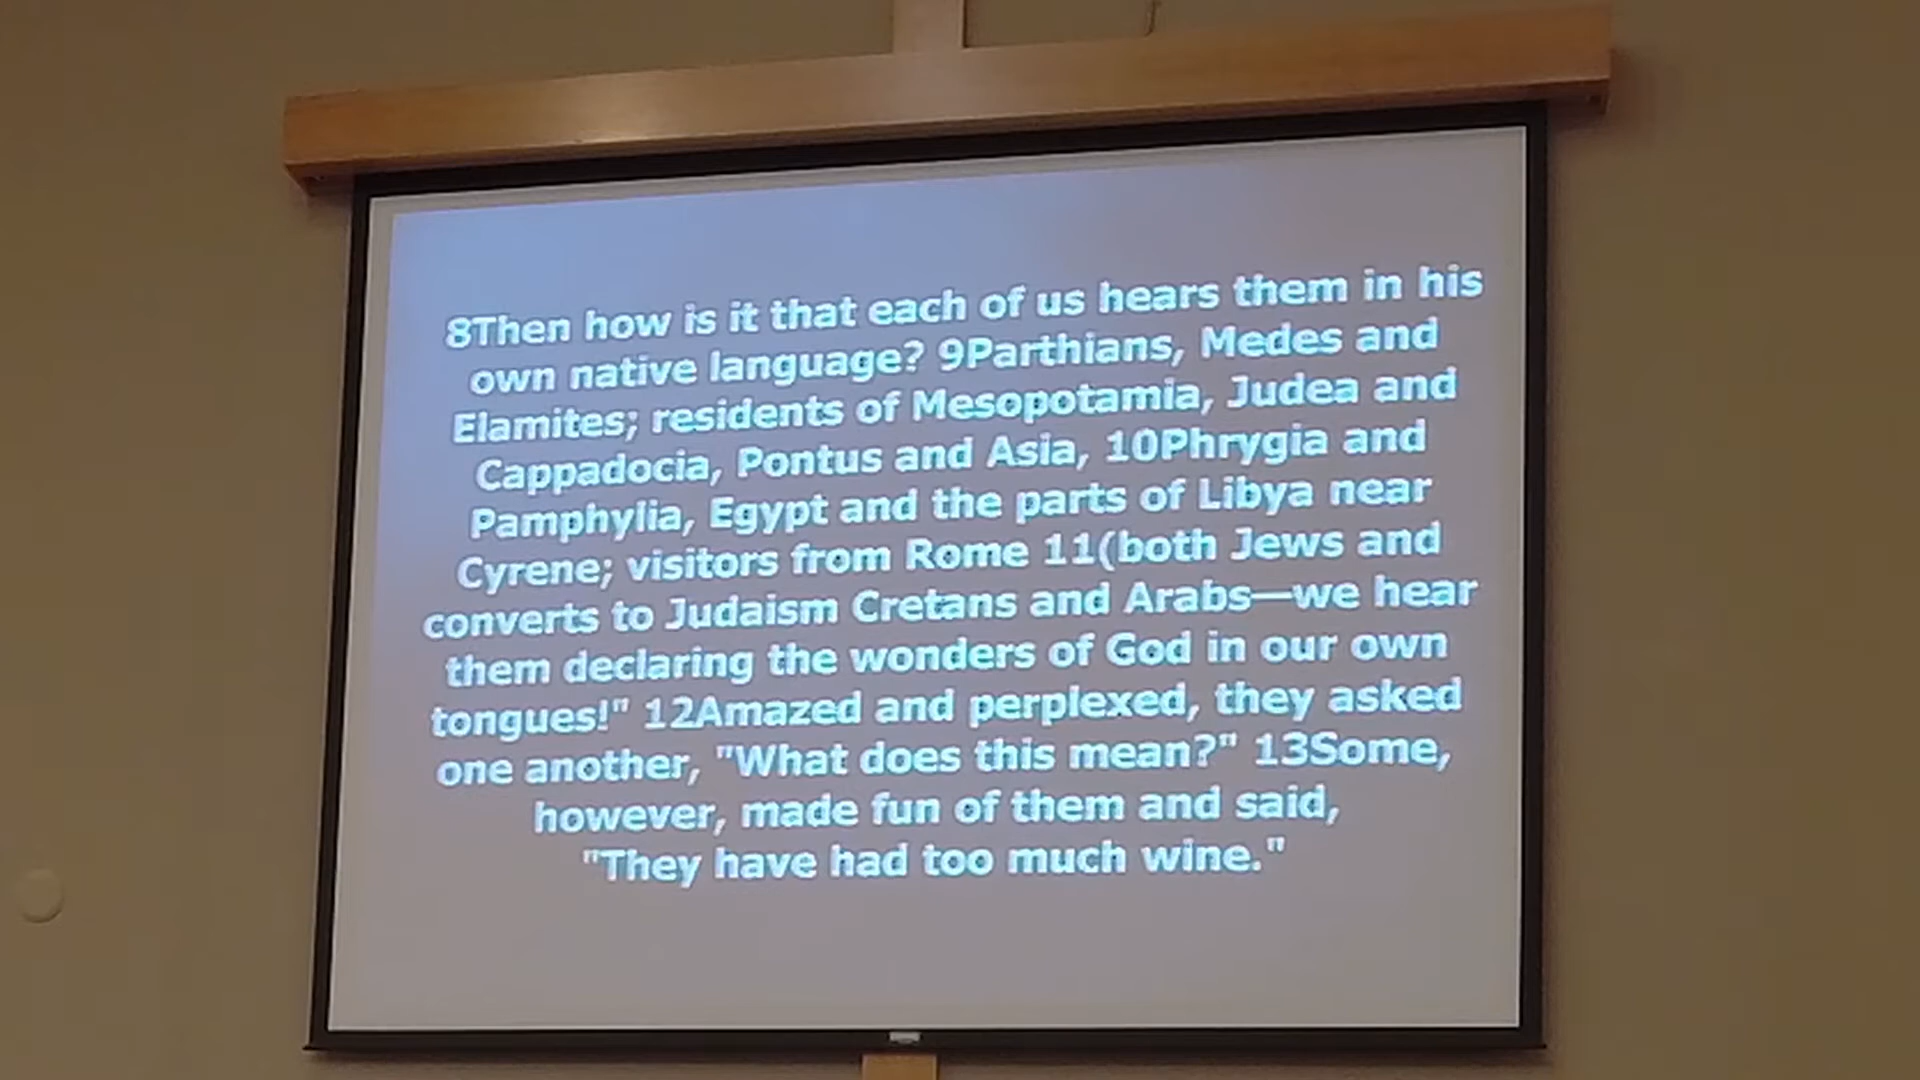 8Then how is it that each of us hears them in his
own native language? 9Parthians, Medes and
Elamites; residents of Mesopotamia, Judea and
Cappadocia, Pontus and Asia, 10Phrygia and
Pamphylia, Egypt and the parts of Libya near
Cyrene; visitors from Rome 11(both Jews and
converts to Judaism Cretans and Arabs—we hear
them declaring the wonders of God in our own
tongues!" 12Amazed and perplexed, they asked
one another, "What does this mean?" 13Some,
however, made fun of them and said,
"They have had too much wine."